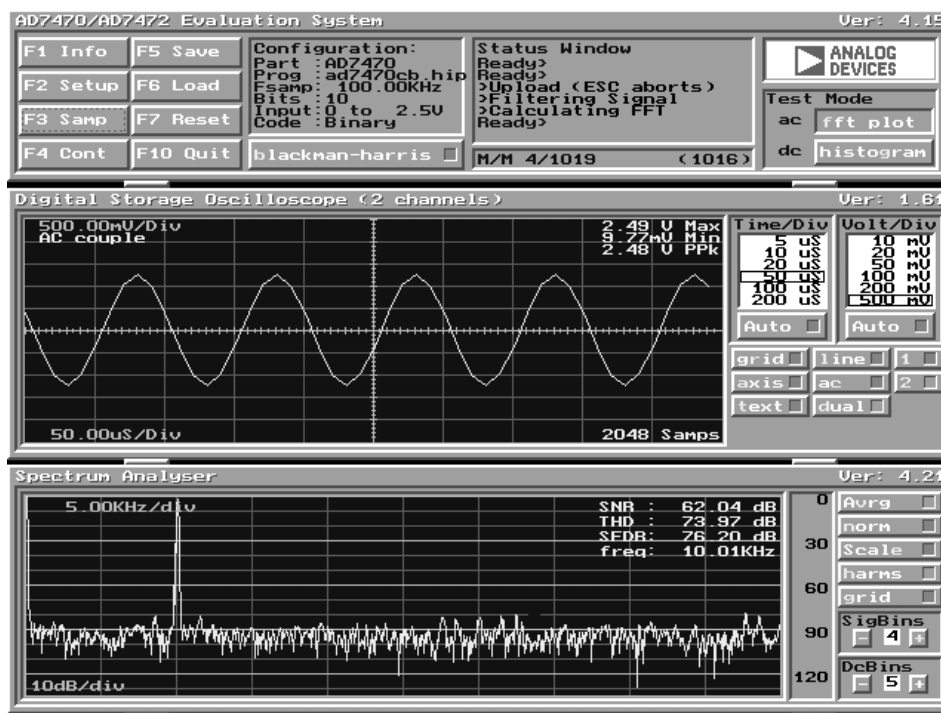 AD7470/AD7472 Evaluation System Ver: 4.15
F1 Info F5 Save
F2 Setup F6 Load
F3 Samp F7 Reset
F4 Cont F10 Quit
Configuration:
Part :AD7470
Prog :ad7470cb.hip
Fsamp: 100.00KHz
Bits :10
Input:0 to 2.5V
Code :Binary
blackman-harris
Status Window
Ready>
Ready>
>Upload (ESC aborts)
>Filtering Signal
>Calculating FFT
Ready>
M/M 4/1019 (1016)
ANALOG
DEVICES
Test Mode
ac fft plot
dc histogram
Digital Storage Oscilloscope (2 channels) Ver: 1.61
500.00mV/Div
AC couple
2.49 V Max
9.77mV Min
2.48 V PPk
50.00uS/Div
2048 Samps
Time/Div
5 uS
10 uS
20 uS
50 uS
100 uS
200 uS
Auto
Volt/Div
10 mV
20 mV
50 mV
100 mV
200 mV
500 mV
Auto
grid line 1
axis ac 2
text dual
Spectrum Analyser Ver: 4.21
5.00KHz/div
SNR : 62.04 dB
THD : 73.97 dB
SFDR: 76.20 dB
freq: 10.01KHz
10dB/div
0
30
60
90
120
Avrg
norm
Scale
harms
grid
SigBins
- 4 +
DcBins
- 5 +